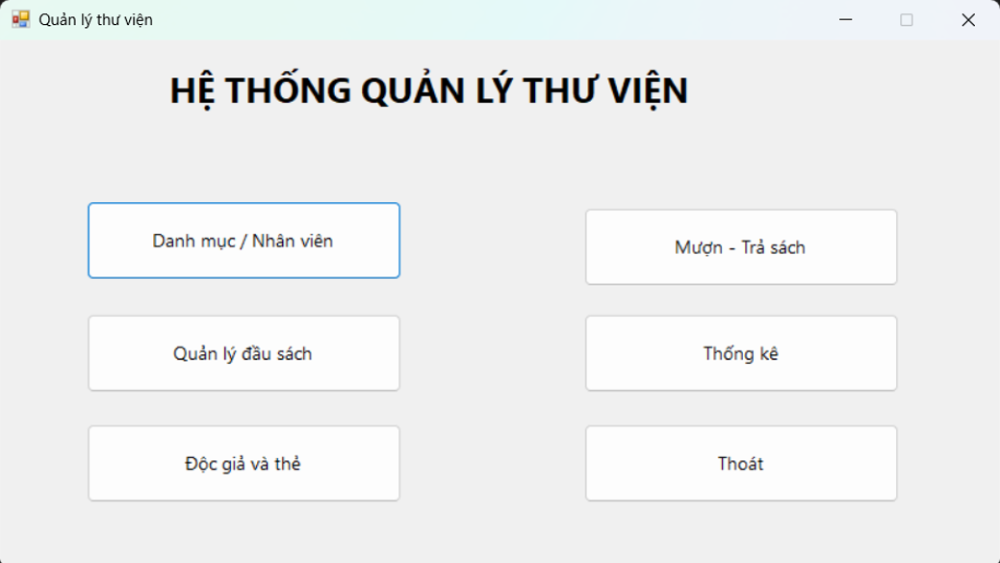 Quản lý thư viện
HỆ THỐNG QUẢN LÝ THƯ VIỆN
Danh mục / Nhân viên
Mượn - Trả sách
Quản lý đầu sách
Thống kê
Độc giả và thẻ
Thoát